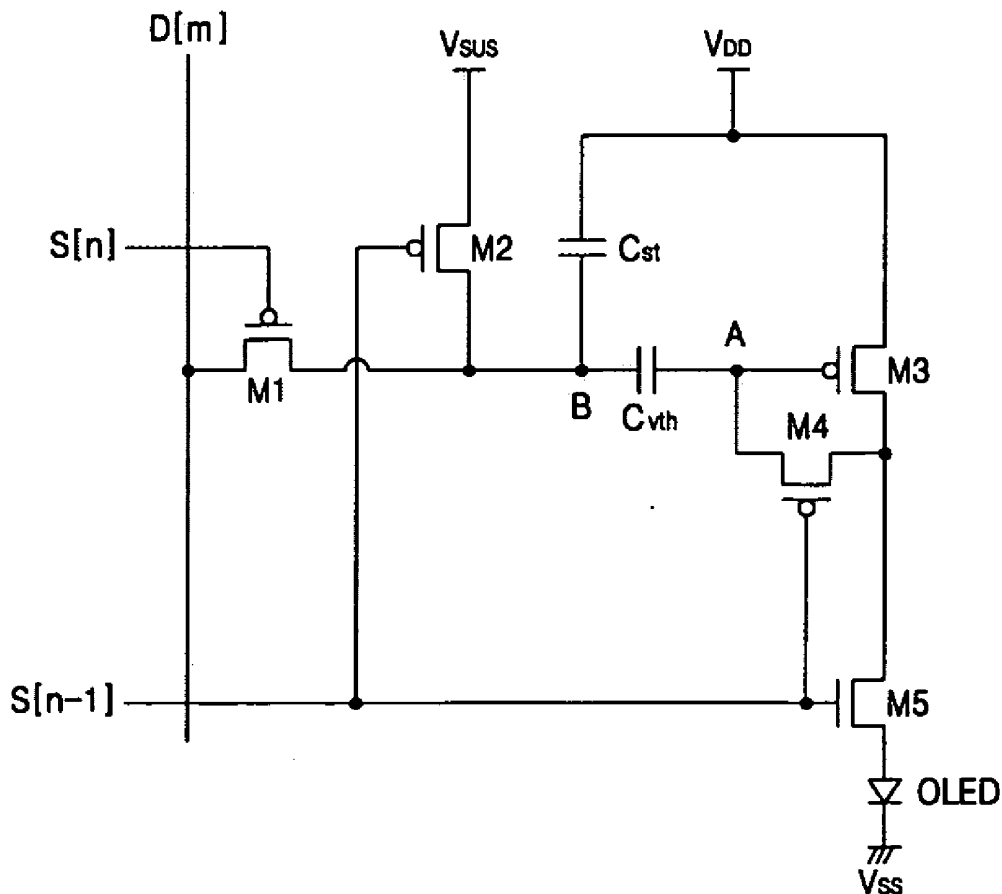 D[m]
VSUS
VDD
S[n]
M2
Cst
A
M3
M1
B
Cvth
M4
S[n-1]
M5
OLED
VSS